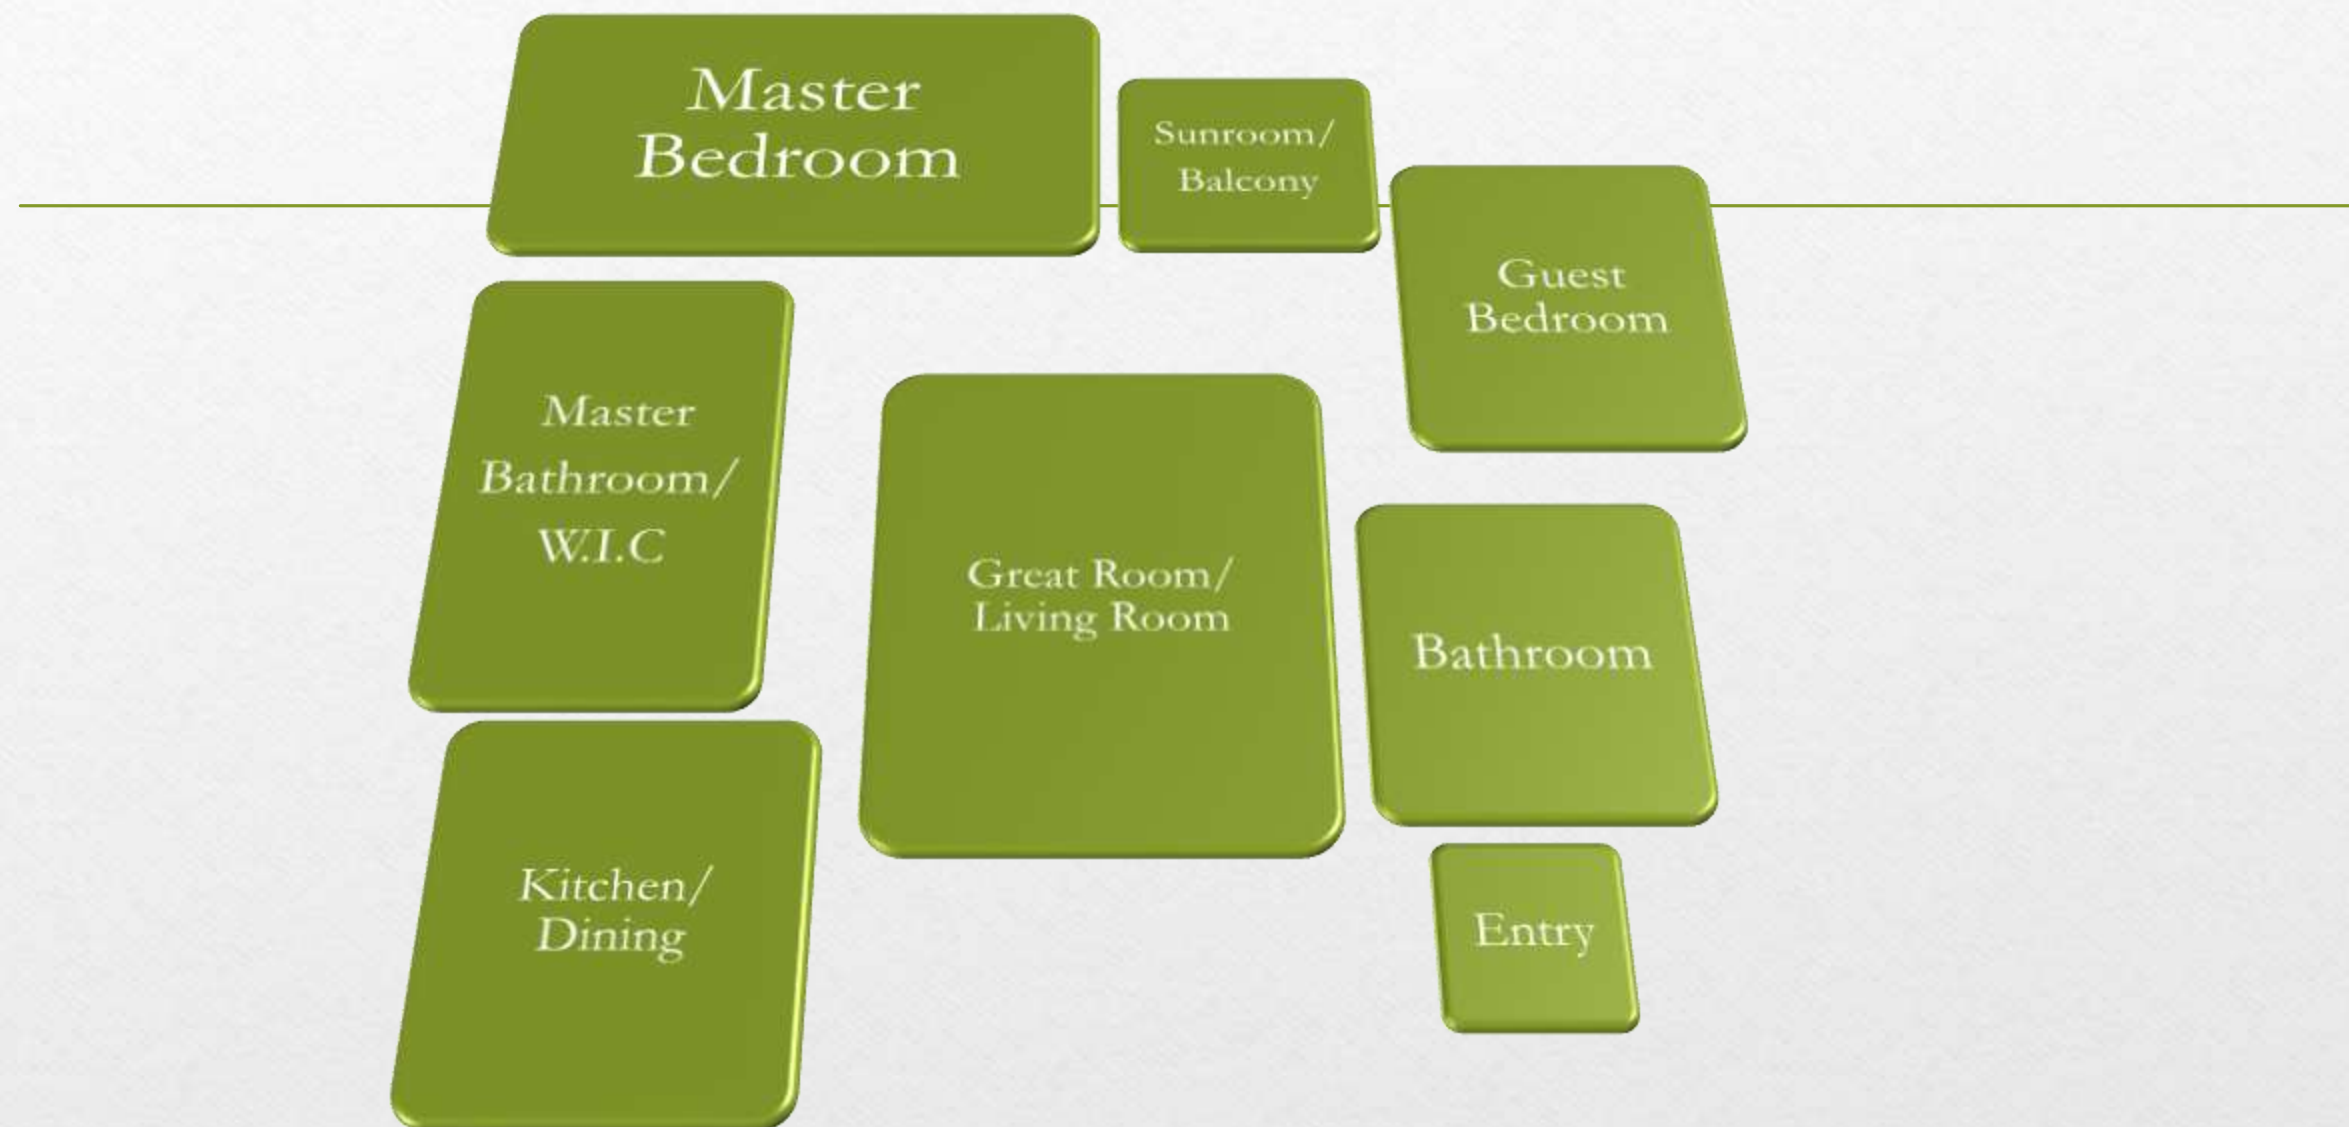 Master
Bedroom
Sunroom/
Balcony
Guest
Bedroom
Master
Bathroom/
W.I.C
Great Room/
Living Room
Bathroom
Kitchen/
Dining
Entry